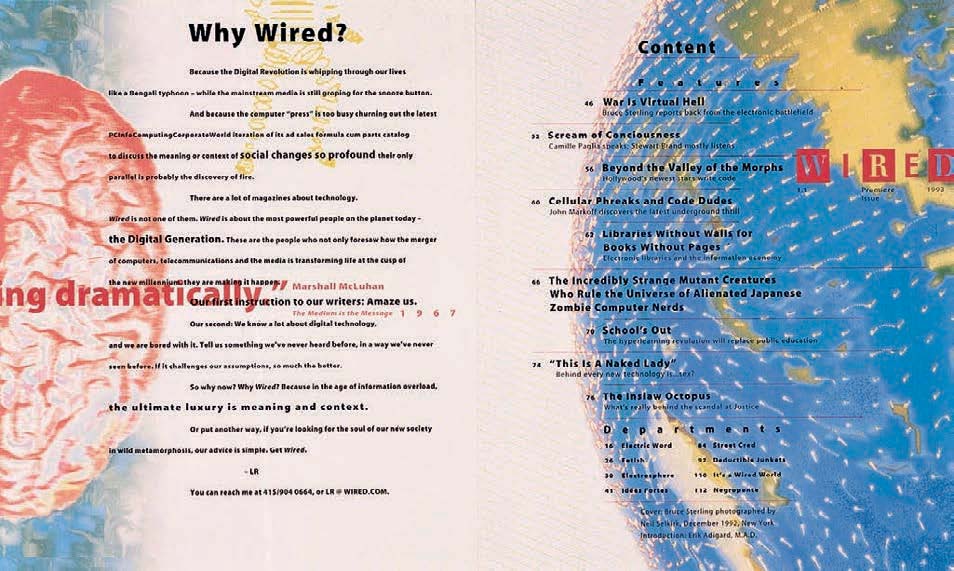 Why Wired?
Because the Digital Revolution is whipping through our lives
like a Bengali typhoon – while the mainstream media is still groping for the snooze button.
And because the computer "press" is too busy churning out the latest
PCInfoComputingCorporateWorld iteration of its ad sales formula cum parts catalog
to discuss the meaning or context of social changes so profound their only
parallel is probably the discovery of fire.
There are a lot of magazines about technology.
Wired is not one of them. Wired is about the most powerful people on the planet today –
the Digital Generation. These are the people who not only foresaw how the merger
of computers, telecommunications and the media is transforming life at the cusp of
the new millennium, they are making it happen.
ing dramatically."
Marshall McLuhan
Our first instruction to our writers: Amaze us.
The Medium is the Message 1 9 6 7
Our second: We know a lot about digital technology,
and we are bored with it. Tell us something we've never heard before, in a way we've never
seen before. If it challenges our assumptions, so much the better.
So why now? Why Wired? Because in the age of information overload,
the ultimate luxury is meaning and context.
Or put another way, if you're looking for the soul of our new society
in wild metamorphosis, our advice is simple. Get Wired.
– LR
You can reach me at 415/904 0664, or LR @ WIRED.COM.
Content
Features
46 War Is Virtual Hell
Bruce Sterling reports back from the electronic battlefield
52 Scream of Conciousness
Camille Paglia speaks; Stewart Brand mostly listens
56 Beyond the Valley of the Morphs
Hollywood's newest stars write code
60 Cellular Phreaks and Code Dudes
John Markoff discovers the latest underground thrill
62 Libraries Without Walls for
Books Without Pages
Electronic libraries and the information economy
66 The Incredibly Strange Mutant Creatures
Who Rule the Universe of Alienated Japanese
Zombie Computer Nerds
70 School's Out
The hyperlearning revolution will replace public education
74 "This Is A Naked Lady"
Behind every new technology is...sex?
76 The Inslaw Octopus
What's really behind the scandal at Justice
Departments
16 Electric Word 84 Street Cred
26 Fetish 92 Deductible Junkets
30 Electrosphere 110 It's a Wired World
41 Idées Fortes 112 Negroponte
Cover: Bruce Sterling photographed by
Neil Selkirk, December 1992, New York
Introduction: Erik Adigard, M.A.D.
WIRED
1.1 Premiere 1993
Issue